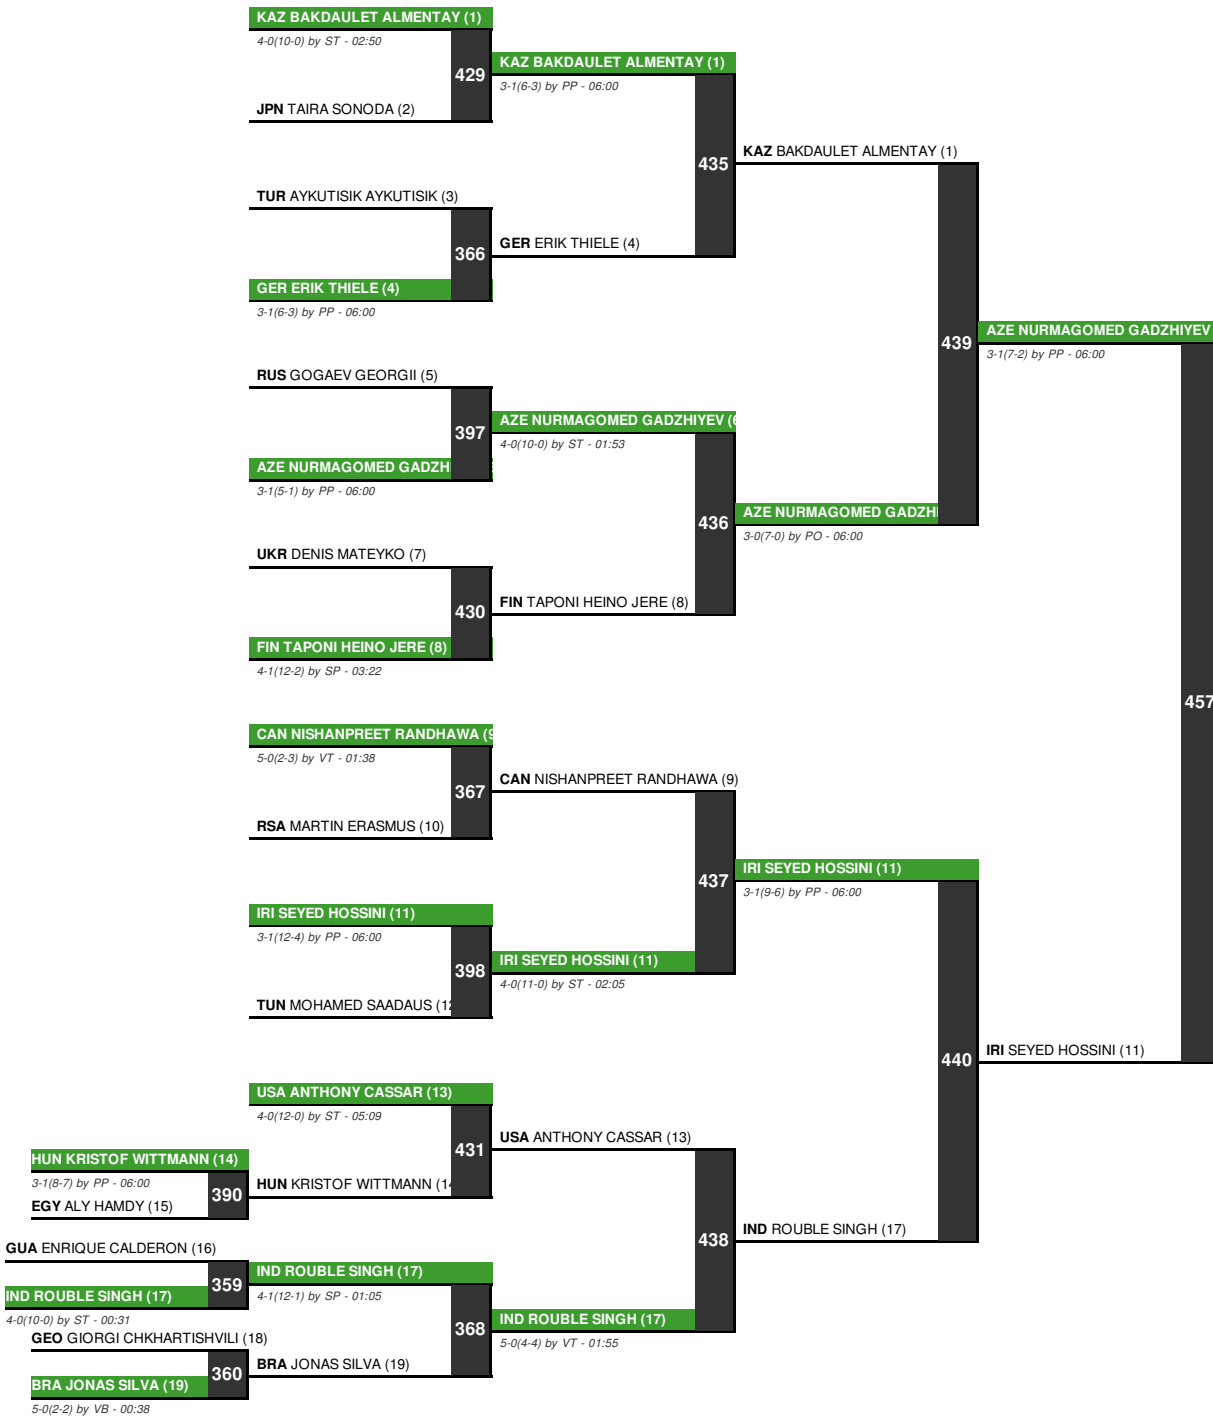 KAZ BAKDAULET ALMENTAY (1)
4-0(10-0) by ST - 02:50
429
JPN TAIRA SONODA (2)
KAZ BAKDAULET ALMENTAY (1)
3-1(6-3) by PP - 06:00
435
KAZ BAKDAULET ALMENTAY (1)
TUR AYKUTISIK AYKUTISIK (3)
366
GER ERIK THIELE (4)
GER ERIK THIELE (4)
3-1(6-3) by PP - 06:00
439
AZE NURMAGOMED GADZHIYEV
3-1(7-2) by PP - 06:00
RUS GOGAEV GEORGII (5)
397
AZE NURMAGOMED GADZH
3-1(5-1) by PP - 06:00
AZE NURMAGOMED GADZHIYEV (6
4-0(10-0) by ST - 01:53
436
AZE NURMAGOMED GADZHI
3-0(7-0) by PO - 06:00
UKR DENIS MATEYKO (7)
430
FIN TAPONI HEINO JERE (8)
FIN TAPONI HEINO JERE (8)
4-1(12-2) by SP - 03:22
457
CAN NISHANPREET RANDHAWA (9
5-0(2-3) by VT - 01:38
367
CAN NISHANPREET RANDHAWA (9)
RSA MARTIN ERASMUS (10)
437
IRI SEYED HOSSINI (11)
3-1(9-6) by PP - 06:00
IRI SEYED HOSSINI (11)
3-1(12-4) by PP - 06:00
398
IRI SEYED HOSSINI (11)
4-0(11-0) by ST - 02:05
TUN MOHAMED SAADAUS (12
440
IRI SEYED HOSSINI (11)
USA ANTHONY CASSAR (13)
4-0(12-0) by ST - 05:09
431
USA ANTHONY CASSAR (13)
HUN KRISTOF WITTMANN (14)
3-1(8-7) by PP - 06:00
390
HUN KRISTOF WITTMANN (14
EGY ALY HAMDY (15)
438
IND ROUBLE SINGH (17)
GUA ENRIQUE CALDERON (16)
359
IND ROUBLE SINGH (17)
4-0(10-0) by ST - 00:31
IND ROUBLE SINGH (17)
4-1(12-1) by SP - 01:05
368
IND ROUBLE SINGH (17)
5-0(4-4) by VT - 01:55
GEO GIORGI CHKHARTISHVILI (18)
360
BRA JONAS SILVA (19)
BRA JONAS SILVA (19)
5-0(2-2) by VB - 00:38